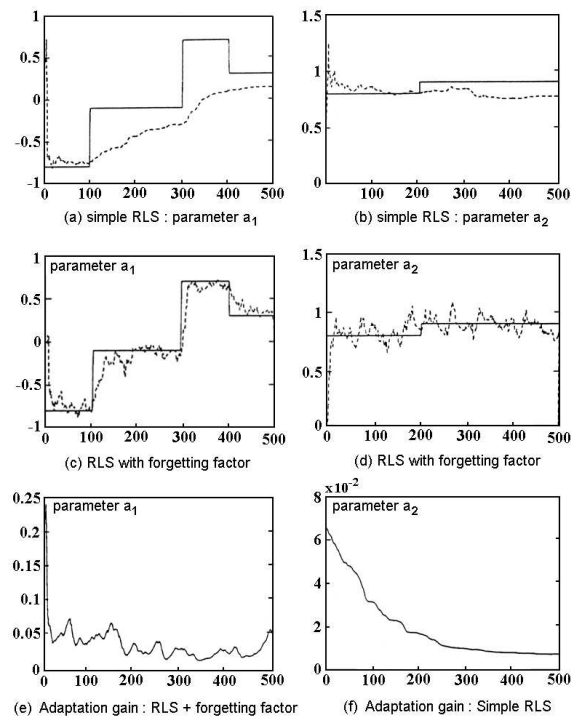 1
0.5
0
-0.5
-1
0 100 200 300 400 500
(a) simple RLS : parameter a1
1.5
1
0.5
0
0 100 200 300 400 500
(b) simple RLS : parameter a2
parameter a1
1
0.5
0
-0.5
-1
0 100 200 300 400 500
(c) RLS with forgetting factor
parameter a2
1.5
1
0.5
0
0 100 200 300 400 500
(d) RLS with forgetting factor
parameter a1
0.25
0.2
0.15
0.1
0.05
0
0 100 200 300 400 500
(e) Adaptation gain : RLS + forgetting factor
x10-2
parameter a2
8
6
4
2
0
0 100 200 300 400 500
(f) Adaptation gain : Simple RLS